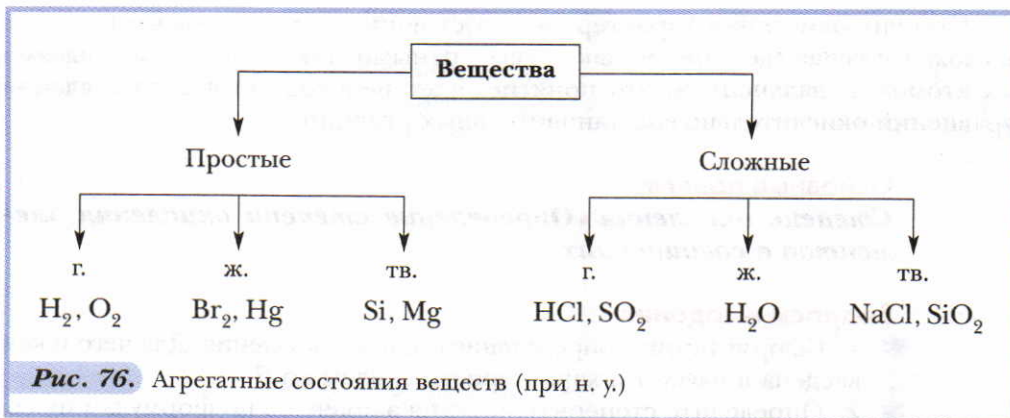 Вещества
Простые Сложные
г. ж. тв. г. ж. тв.
H₂, O₂ Br₂, Hg Si, Mg HCl, SO₂ H₂O NaCl, SiO₂
Рис. 76. Агрегатные состояния веществ (при н. у.)